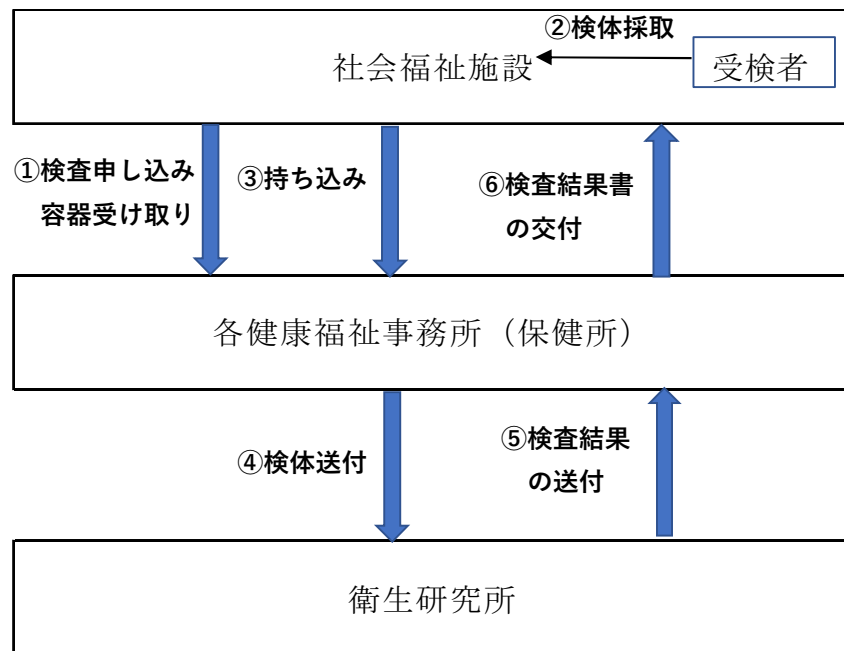 ②検体採取
社会福祉施設
受検者
①検査申し込み
容器受け取り
③持ち込み
⑥検査結果書
の交付
各健康福祉事務所（保健所）
④検体送付
⑤検査結果
の送付
衛生研究所